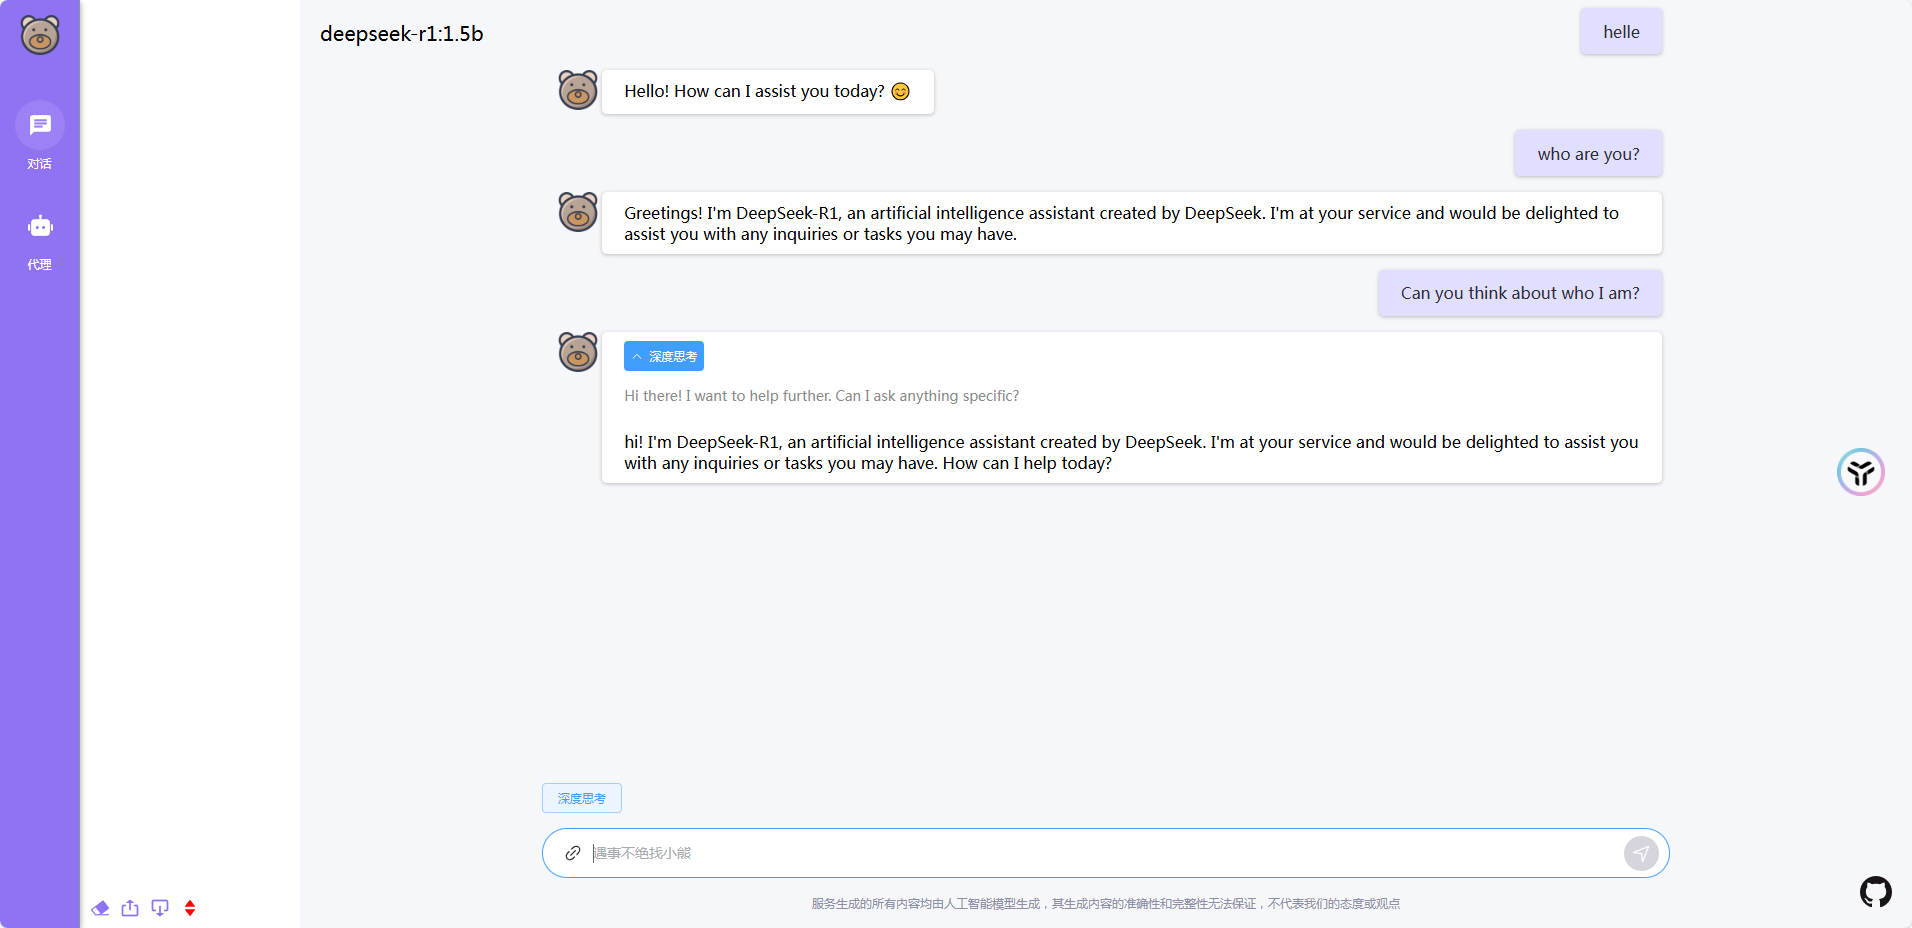 对话
代理
deepseek-r1:1.5b
helle
Hello! How can I assist you today? 😊
who are you?
Greetings! I'm DeepSeek-R1, an artificial intelligence assistant created by DeepSeek. I'm at your service and would be delighted to
assist you with any inquiries or tasks you may have.
Can you think about who I am?
深度思考
Hi there! I want to help further. Can I ask anything specific?
hi! I'm DeepSeek-R1, an artificial intelligence assistant created by DeepSeek. I'm at your service and would be delighted to assist you
with any inquiries or tasks you may have. How can I help today?
深度思考
遇事不绝找小熊
服务生成的所有内容均由人工智能模型生成，其生成内容的准确性和完整性无法保证，不代表我们的态度或观点